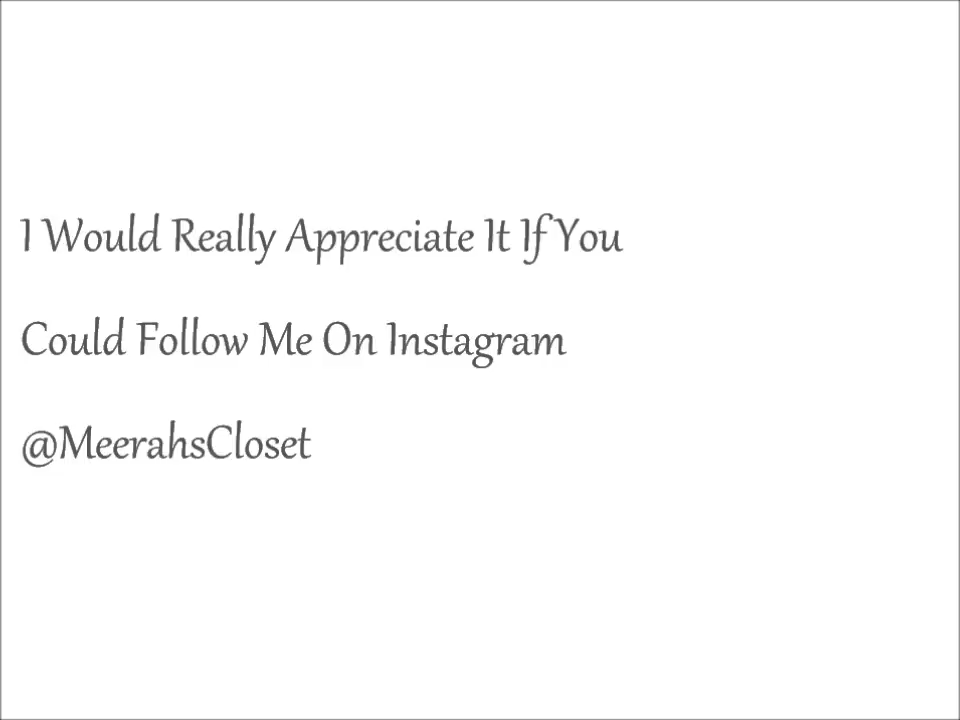 I Would Really Appreciate It If You
Could Follow Me On Instagram
@MeerahsCloset